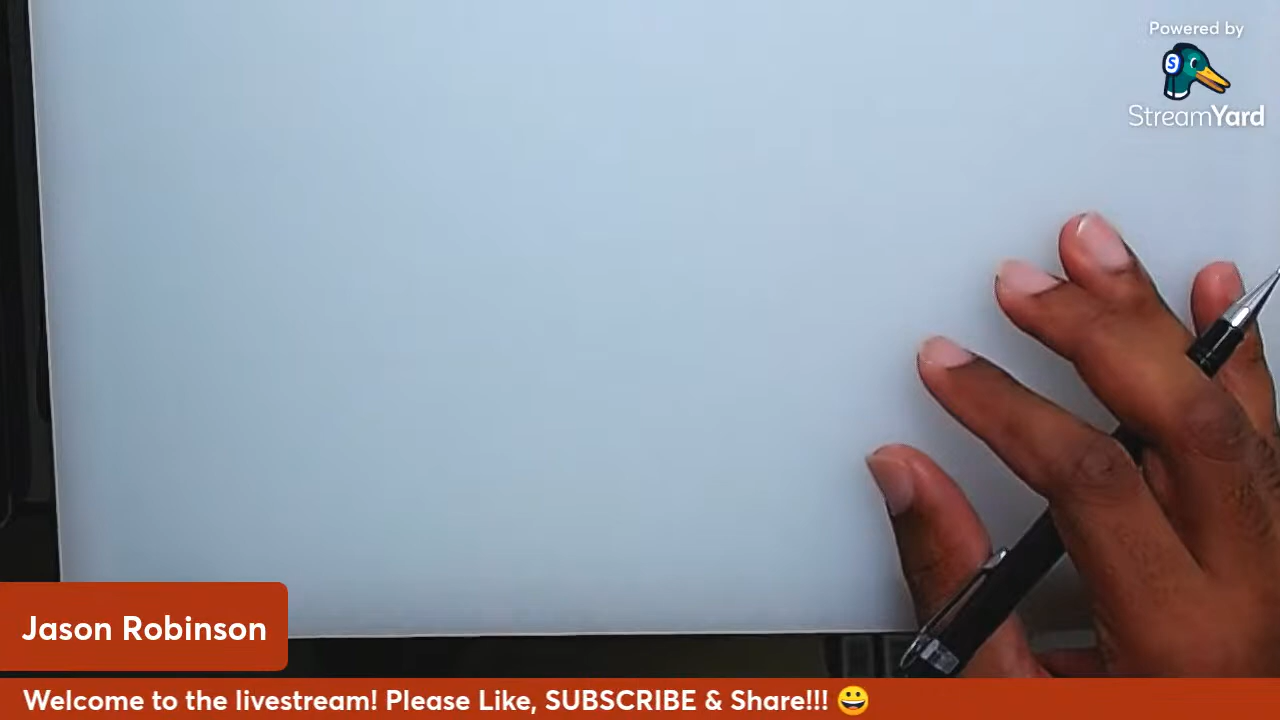 Powered by
StreamYard
Jason Robinson
Welcome to the livestream! Please Like, SUBSCRIBE & Share!!! 😀